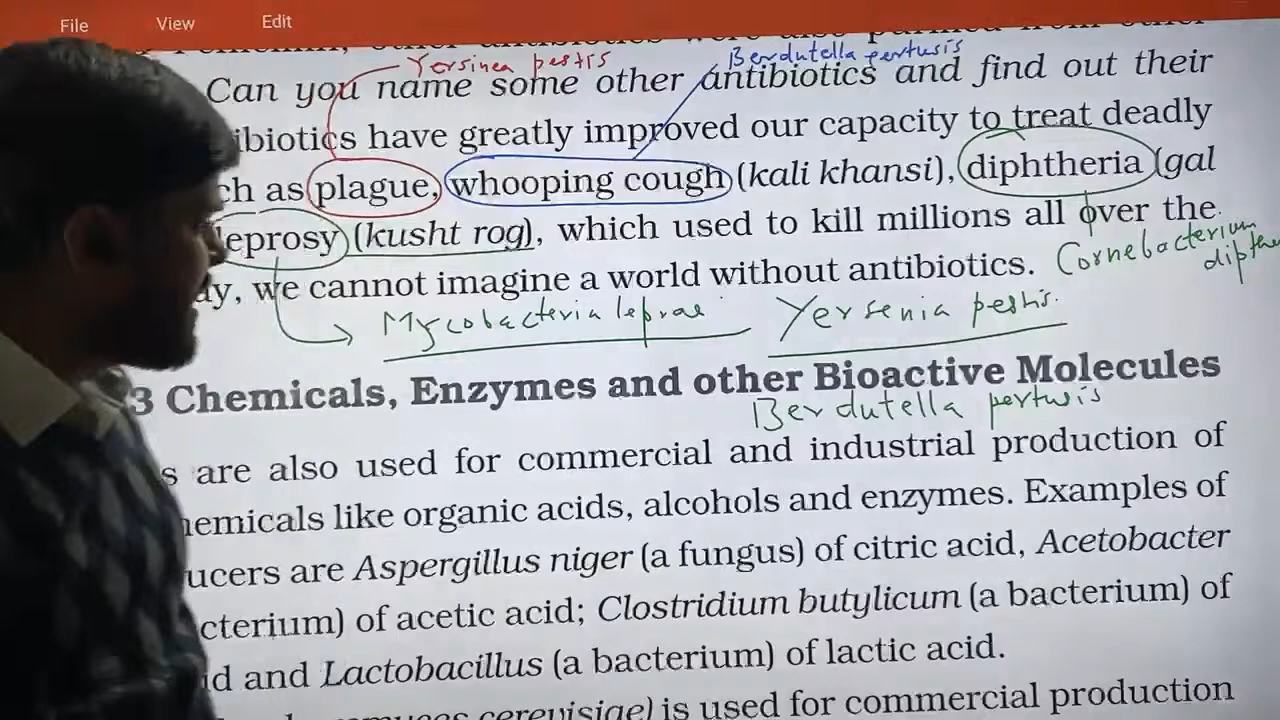 File View Edit
Yersinea pestis Berdutella pertusis
Can you name some other antibiotics and find out their
ibiotics have greatly improved our capacity to treat deadly
ch as plague, whooping cough (kali khansi), diphtheria (gal
leprosy (kusht rog), which used to kill millions all over the
ay, we cannot imagine a world without antibiotics. Cornebacterium
Mycobacteria leprae Yersenia pestis.
3 Chemicals, Enzymes and other Bioactive Molecules
Berdutella pertusis
s are also used for commercial and industrial production of
hemicals like organic acids, alcohols and enzymes. Examples of
ucers are Aspergillus niger (a fungus) of citric acid, Acetobacter
cterium) of acetic acid; Clostridium butylicum (a bacterium) of
id and Lactobacillus (a bacterium) of lactic acid.
cerevisiae) is used for commercial production